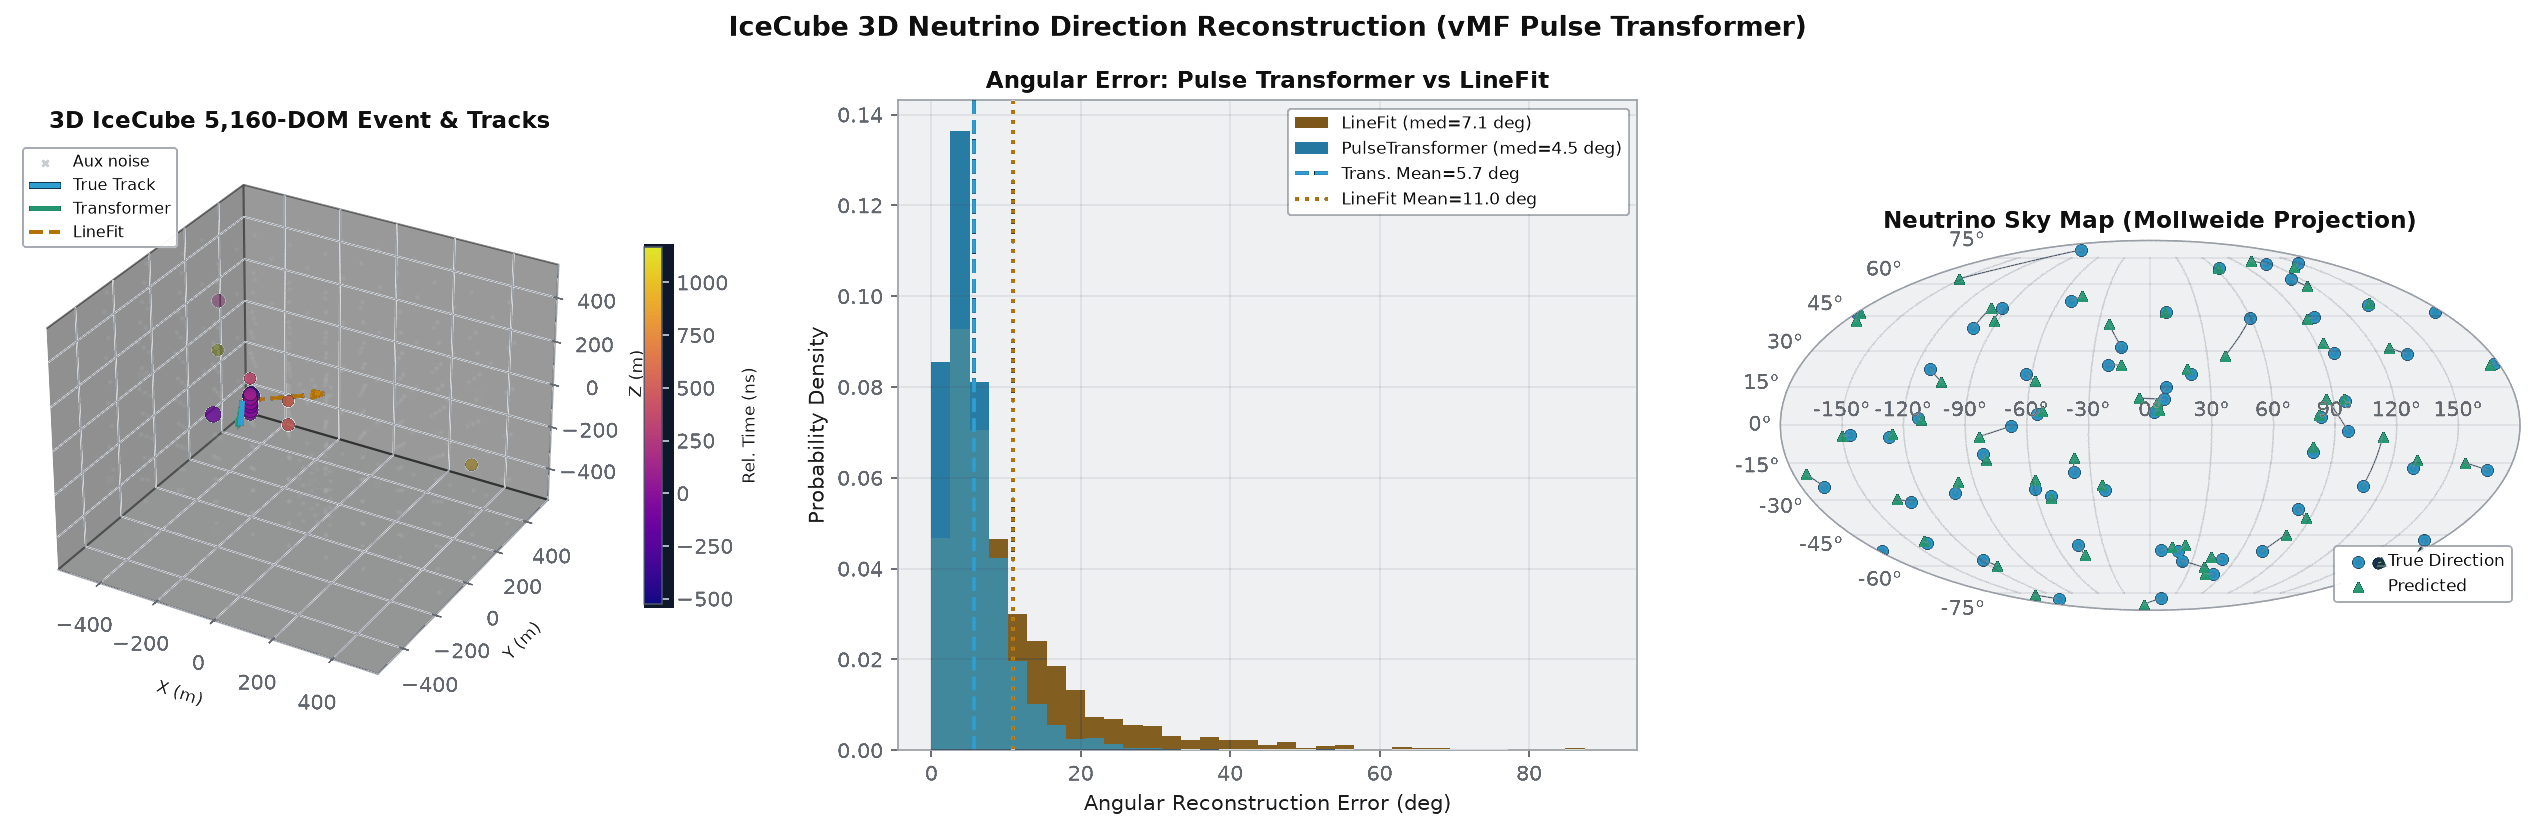 IceCube 3D Neutrino Direction Reconstruction (vMF Pulse Transformer)
3D IceCube 5,160-DOM Event & Tracks
Aux noise
True Track
Transformer
LineFit
400
200
0
−200
−400
Z (m)
−400
−200
0
200
400
X (m)
−400
−200
0
200
400
Y (m)
1000
750
500
250
0
−250
−500
Rel. Time (ns)
Angular Error: Pulse Transformer vs LineFit
LineFit (med=7.1 deg)
PulseTransformer (med=4.5 deg)
Trans. Mean=5.7 deg
LineFit Mean=11.0 deg
0.14
0.12
0.10
0.08
0.06
0.04
0.02
0.00
Probability Density
0
20
40
60
80
Angular Reconstruction Error (deg)
Neutrino Sky Map (Mollweide Projection)
75°
60°
45°
30°
15°
0°
-15°
-30°
-45°
-60°
-75°
-150°
-120°
-90°
-60°
-30°
0°
30°
60°
90°
120°
150°
True Direction
Predicted